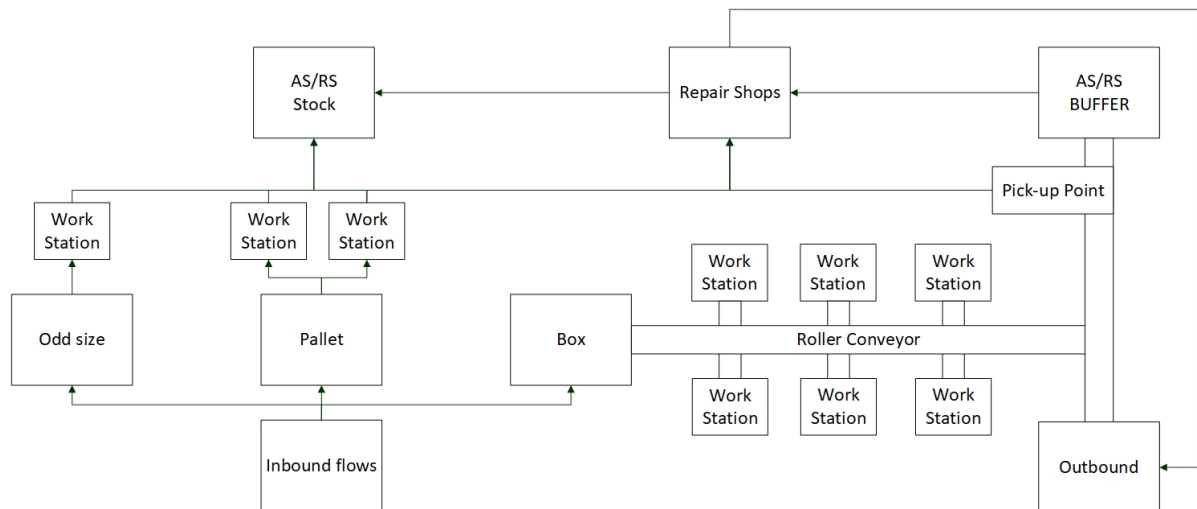 AS/RS
Stock
Repair Shops
AS/RS
BUFFER
Pick-up Point
Work
Station
Work
Station
Work
Station
Work
Station
Work
Station
Work
Station
Odd size
Pallet
Box
Roller Conveyor
Work
Station
Work
Station
Work
Station
Inbound flows
Outbound